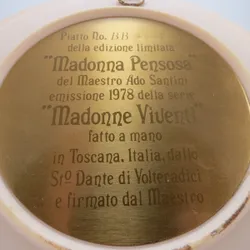 Piatto No. BB
della edizione limitata
"Madonna Pensosa"
del Maestro Ado Santini
emissione 1978 della serie
"Madonne Viventi"
fatto a mano
in Toscana, Italia, dallo
Stº Dante di Volteradici
e firmato dal Maestro